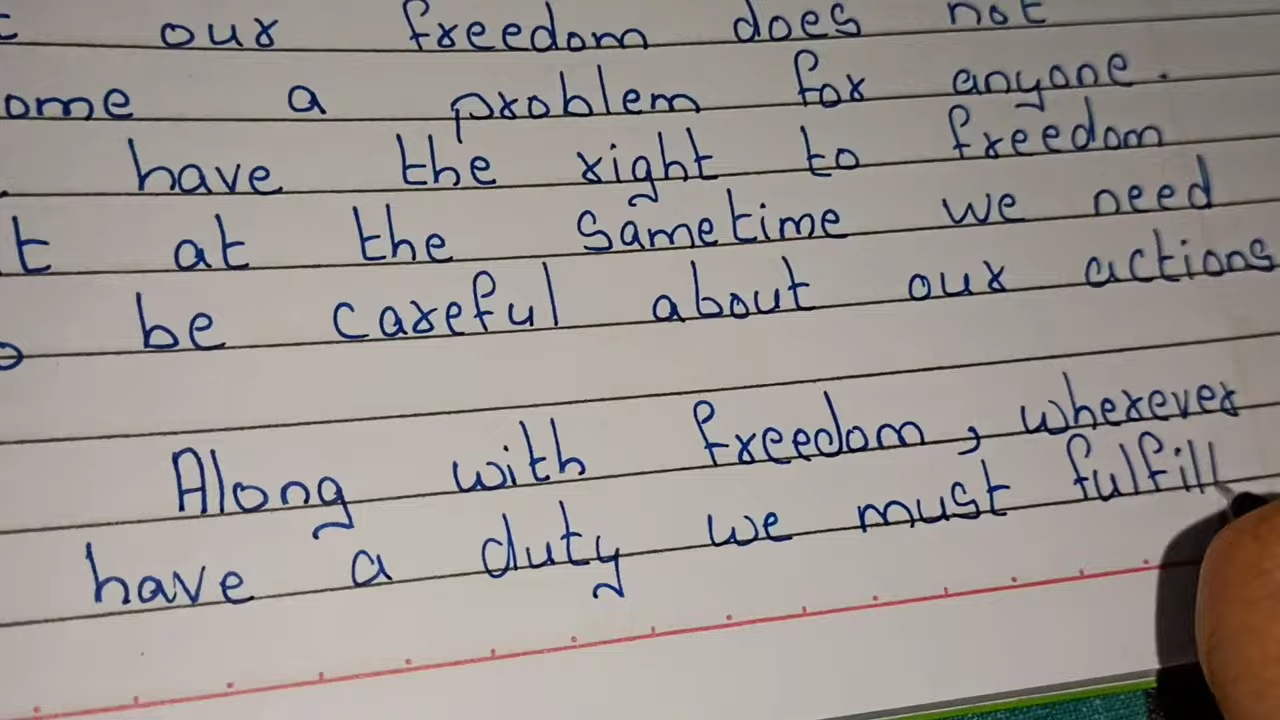 our freedom does not
ome a problem for anyone.
have the right to freedom
t at the sametime we need
be careful about our actions
Along with freedom, wherever
have a duty we must fulfill